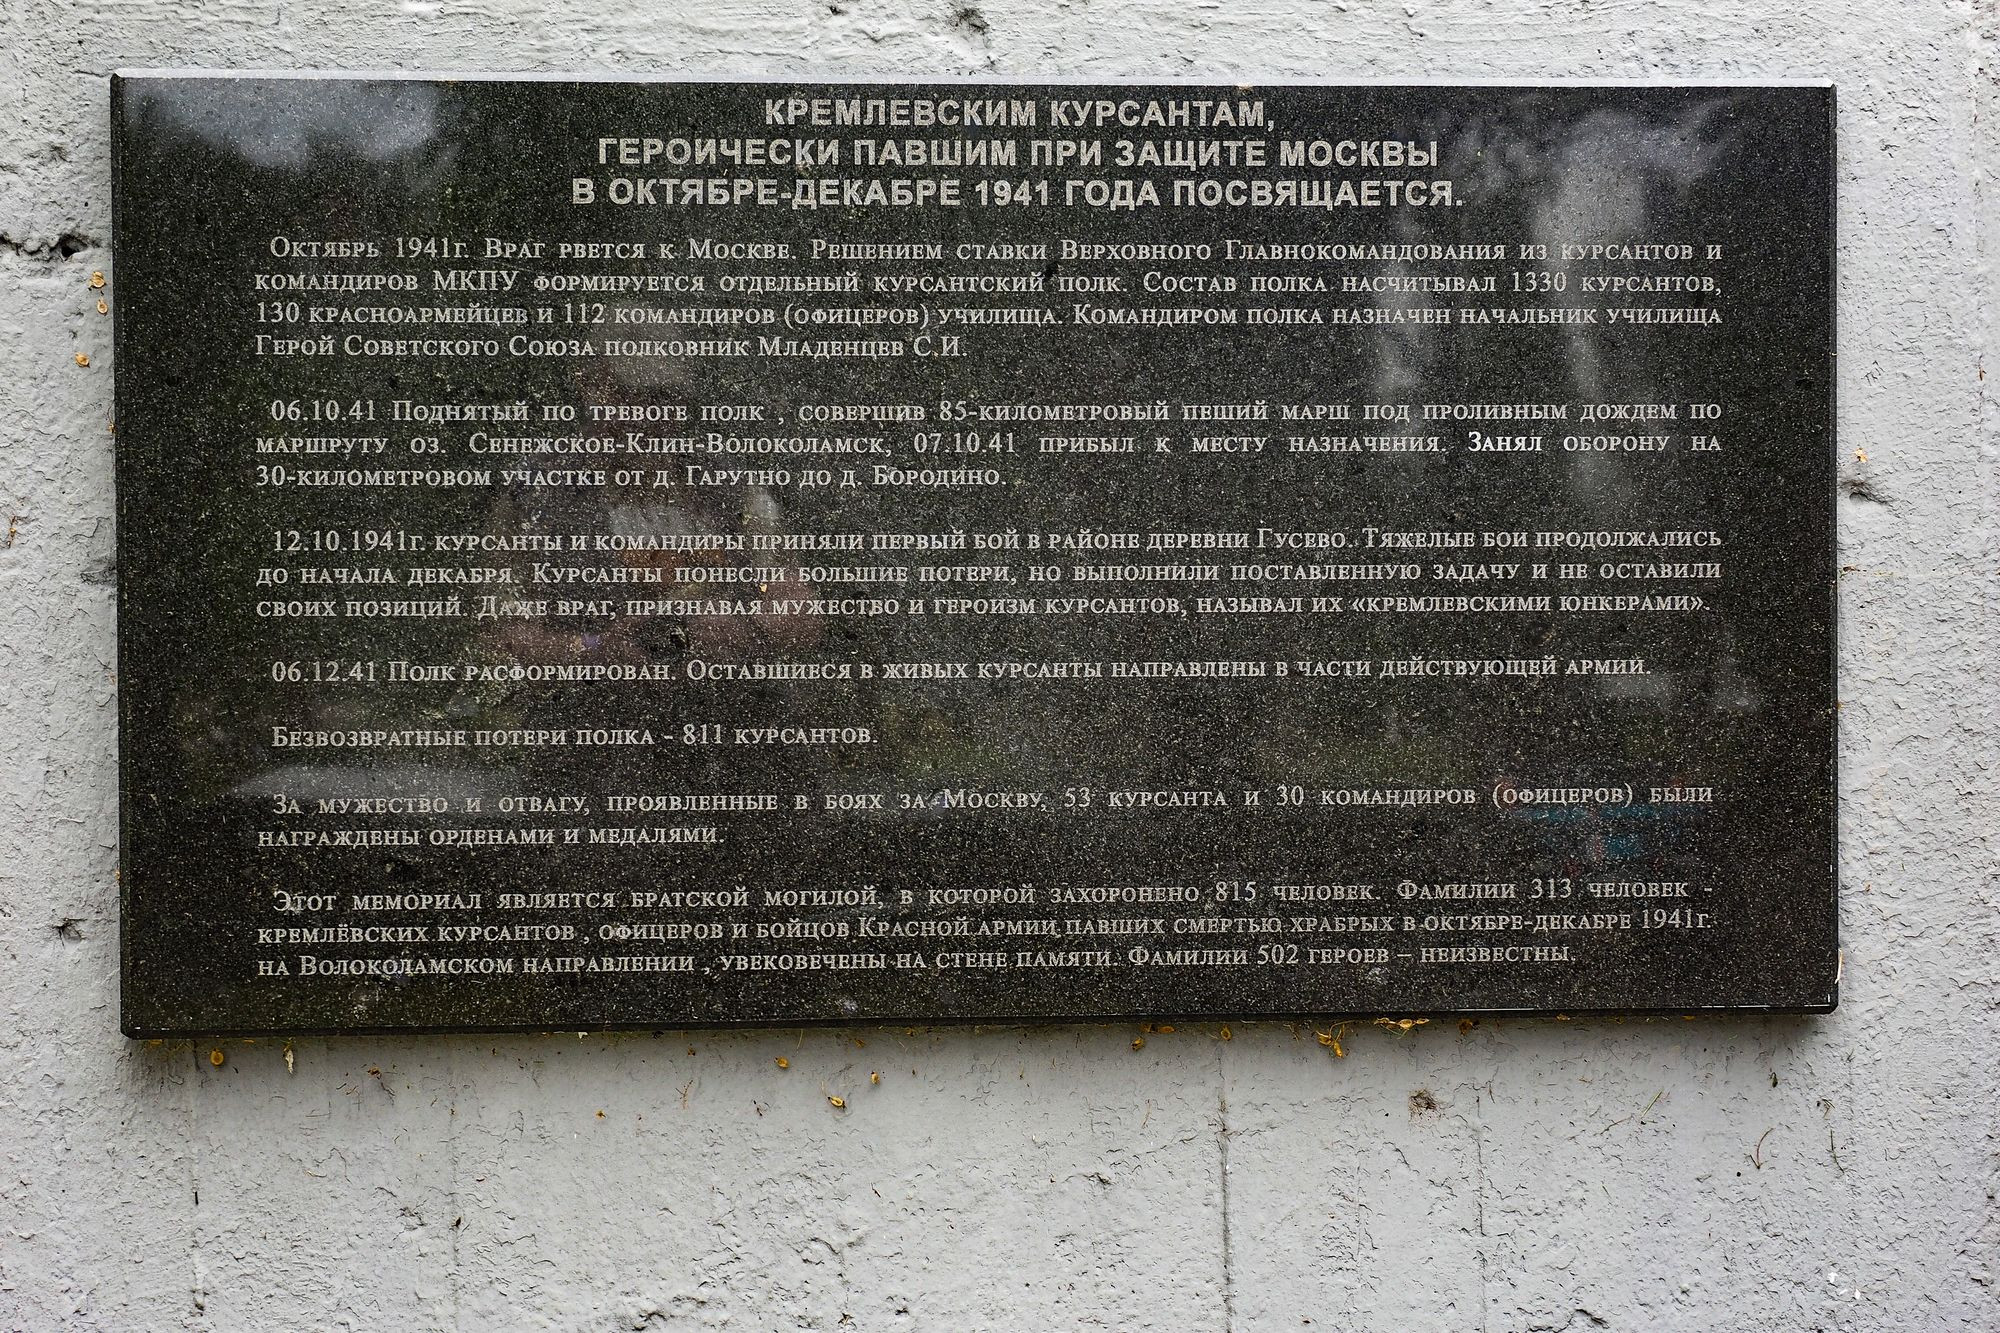 КРЕМЛЕВСКИМ КУРСАНТАМ,
ГЕРОИЧЕСКИ ПАВШИМ ПРИ ЗАЩИТЕ МОСКВЫ
В ОКТЯБРЕ-ДЕКАБРЕ 1941 ГОДА ПОСВЯЩАЕТСЯ.
Октябрь 1941г. Враг рвется к Москве. Решением ставки Верховного Главнокомандования из курсантов и
командиров МКПУ формируется отдельный курсантский полк. Состав полка насчитывал 1330 курсантов,
130 красноармейцев и 112 командиров (офицеров) училища. Командиром полка назначен начальник училища
Герой Советского Союза полковник Младенцев С.И.
06.10.41 Поднятый по тревоге полк , совершив 85-километровый пеший марш под проливным дождем по
маршруту оз. Сенежское-Клин-Волоколамск, 07.10.41 прибыл к месту назначения. Занял оборону на
30-километровом участке от д. Гарутно до д. Бородино.
12.10.1941г. курсанты и командиры приняли первый бой в районе деревни Гусево. Тяжелые бои продолжались
до начала декабря. Курсанты понесли большие потери, но выполнили поставленную задачу и не оставили
своих позиций. Даже враг, признавая мужество и героизм курсантов, называл их «кремлевскими юнкерами».
06.12.41 Полк расформирован. Оставшиеся в живых курсанты направлены в части действующей армии.
Безвозвратные потери полка - 811 курсантов.
За мужество и отвагу, проявленные в боях за Москву, 53 курсанта и 30 командиров (офицеров) были
награждены орденами и медалями.
Этот мемориал является братской могилой, в которой захоронено 815 человек. Фамилии 313 человек -
кремлёвских курсантов , офицеров и бойцов Красной Армии, павших смертью храбрых в октябре-декабре 1941г.
на Волоколамском направлении , увековечены на стене памяти. Фамилии 502 героев – неизвестны.